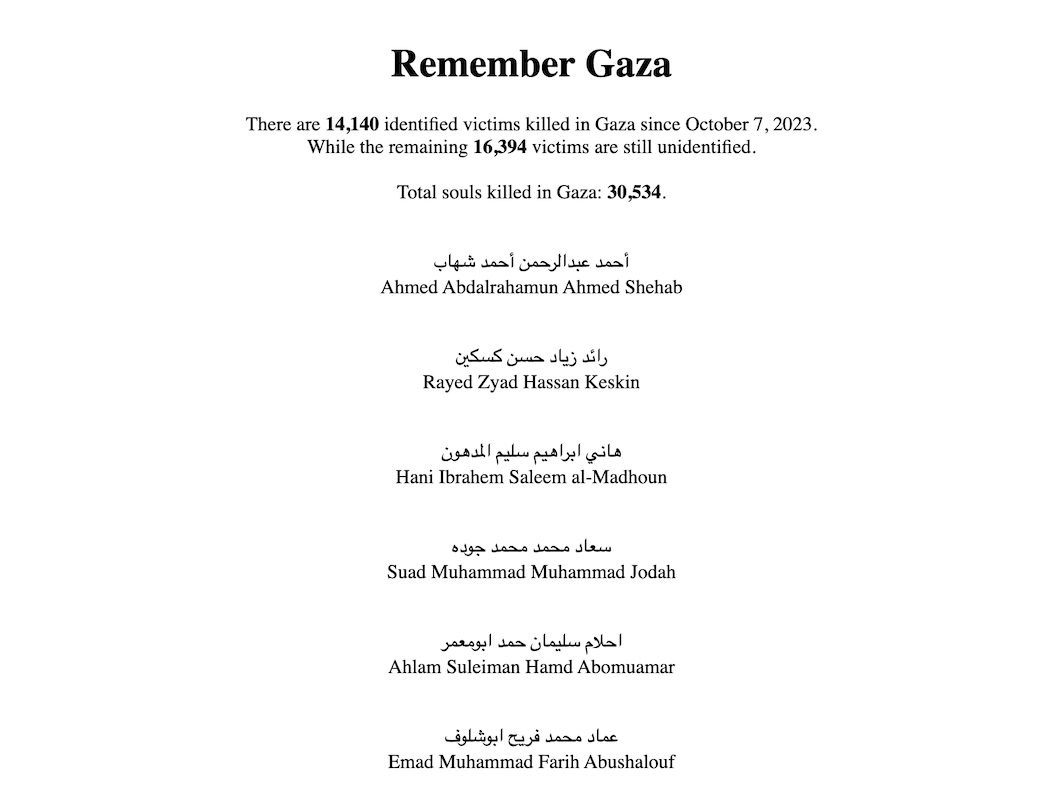 Remember Gaza
There are 14,140 identified victims killed in Gaza since October 7, 2023.
While the remaining 16,394 victims are still unidentified.
Total souls killed in Gaza: 30,534.
أحمد عبدالرحمن أحمد شهاب
Ahmed Abdalrahamun Ahmed Shehab
رائد زياد حسن كسكين
Rayed Zyad Hassan Keskin
هاني ابراهيم سليم المدهون
Hani Ibrahem Saleem al-Madhoun
سعاد محمد محمد جوده
Suad Muhammad Muhammad Jodah
احلام سليمان حمد ابومعمر
Ahlam Suleiman Hamd Abomuamar
عماد محمد فريح ابوشلوف
Emad Muhammad Farih Abushalouf